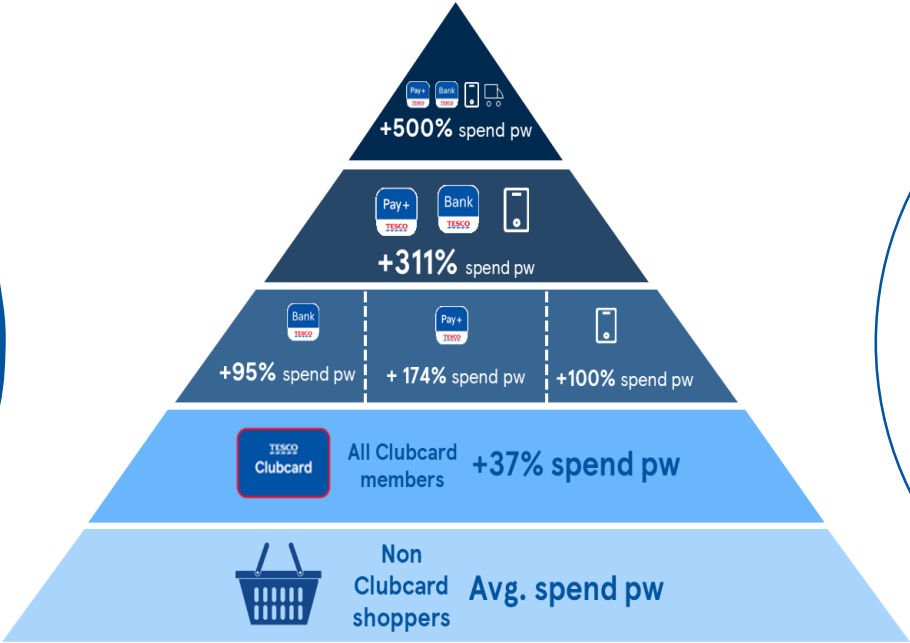 Pay+
TESCO
Bank
TESCO
+500% spend pw
Pay+
TESCO
Bank
TESCO
+311% spend pw
Bank
TESCO
+95% spend pw
Pay+
TESCO
+ 174% spend pw
+100% spend pw
TESCO
Clubcard
All Clubcard
members
+37% spend pw
Non
Clubcard
shoppers
Avg. spend pw